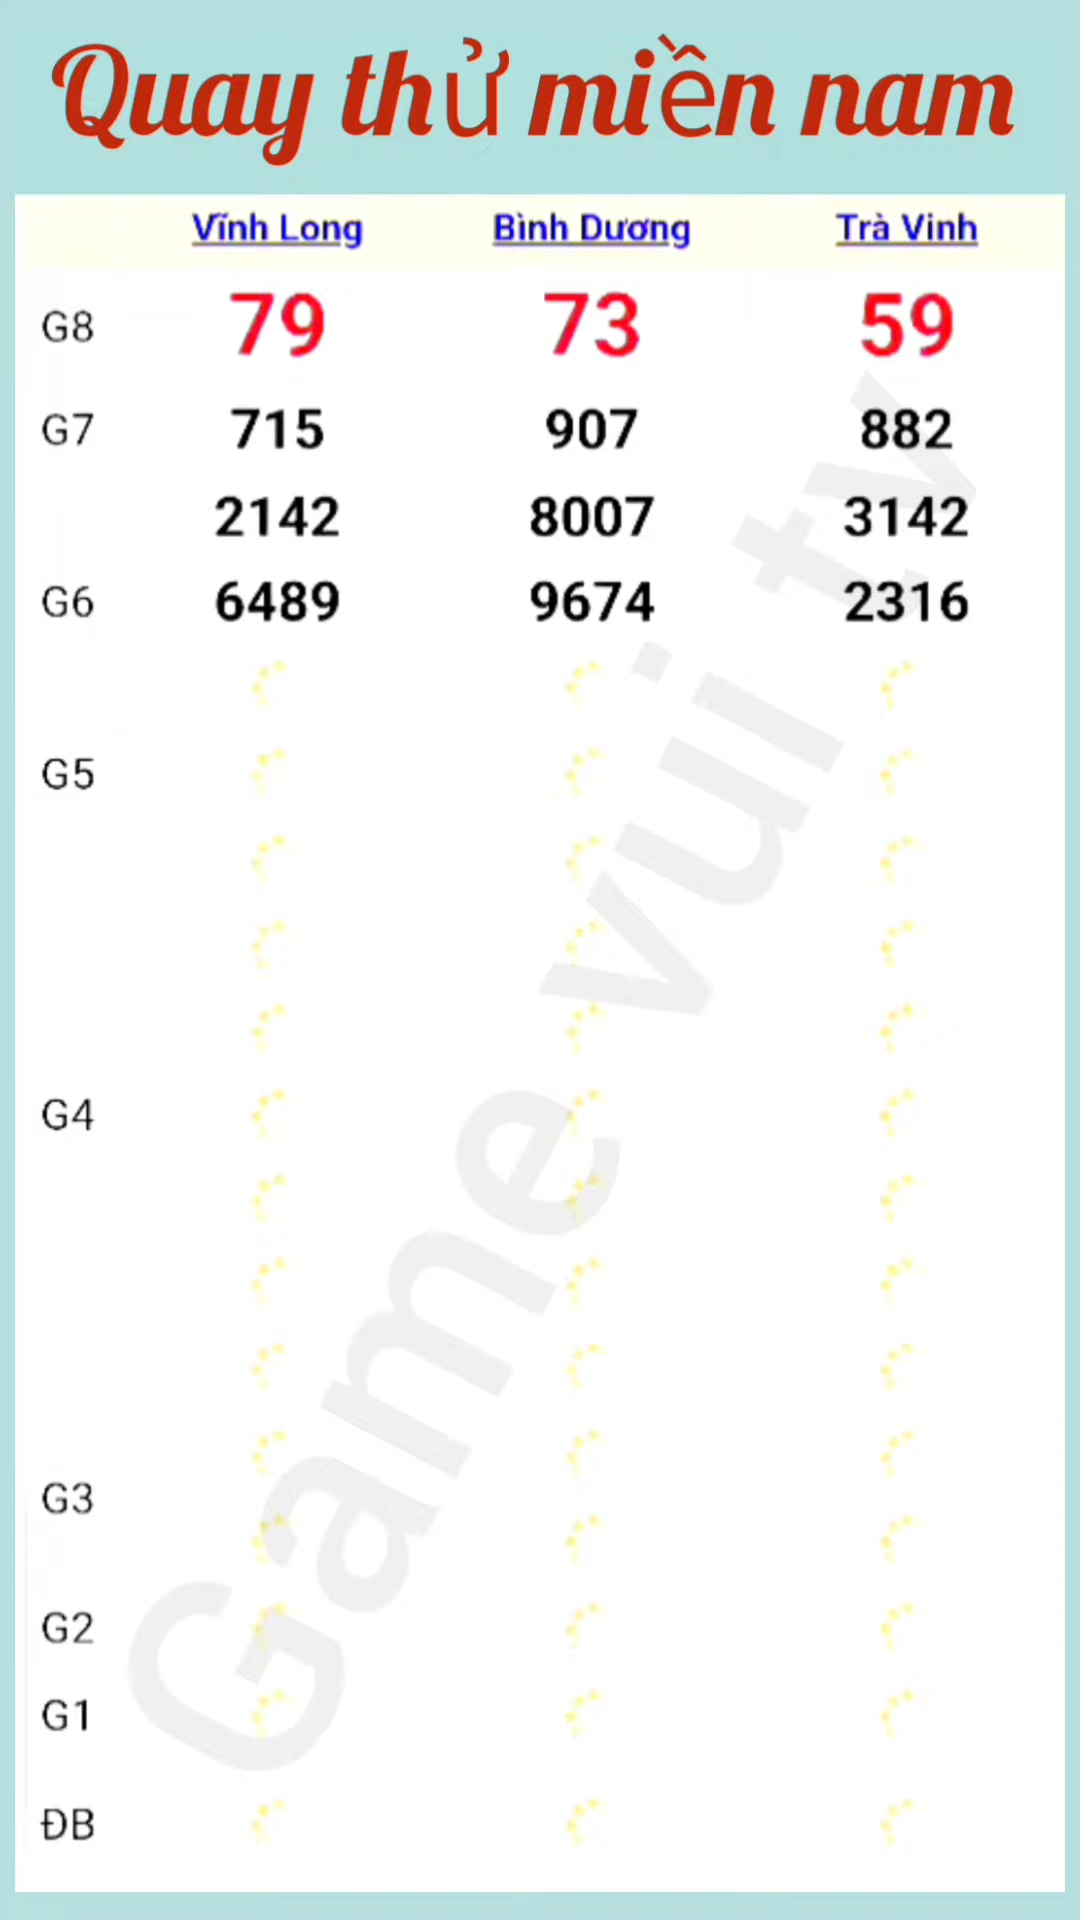 Quay thử miền nam
Vĩnh Long Bình Dương Trà Vinh
G8 79 73 59
G7 715 907 882
2142 8007 3142
G6 6489 9674 2316
G5
G4
G3
G2
G1
ĐB
Game vui tv